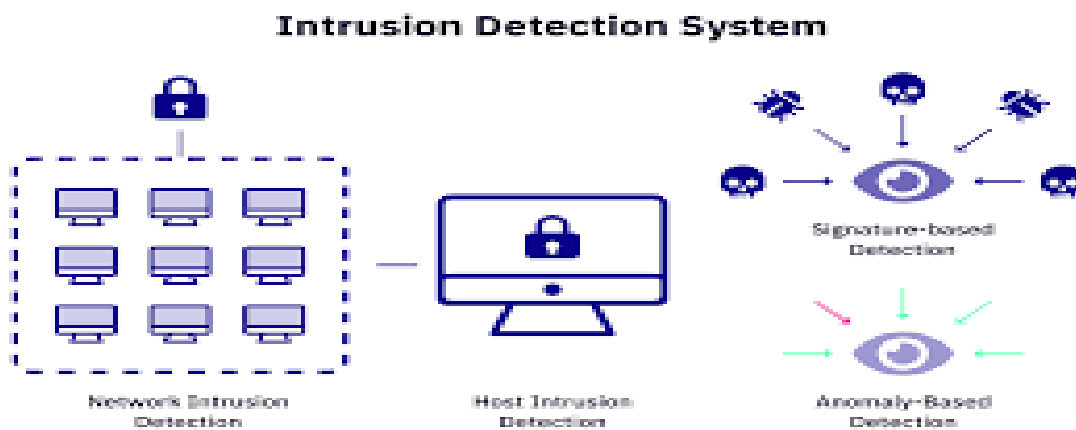 Intrusion Detection System
Network Intrusion
Detection
Host Intrusion
Detection
Signature-based
Detection
Anomaly-Based
Detection